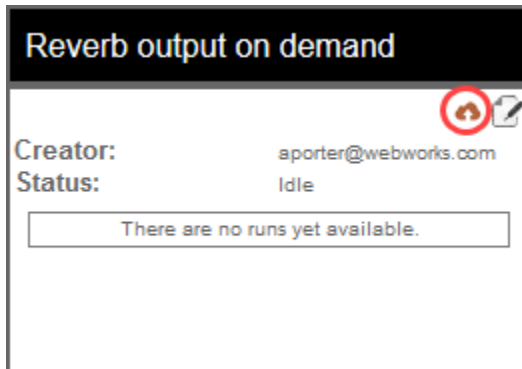 Reverb output on demand
Creator: aporter@webworks.com
Status: Idle
There are no runs yet available.